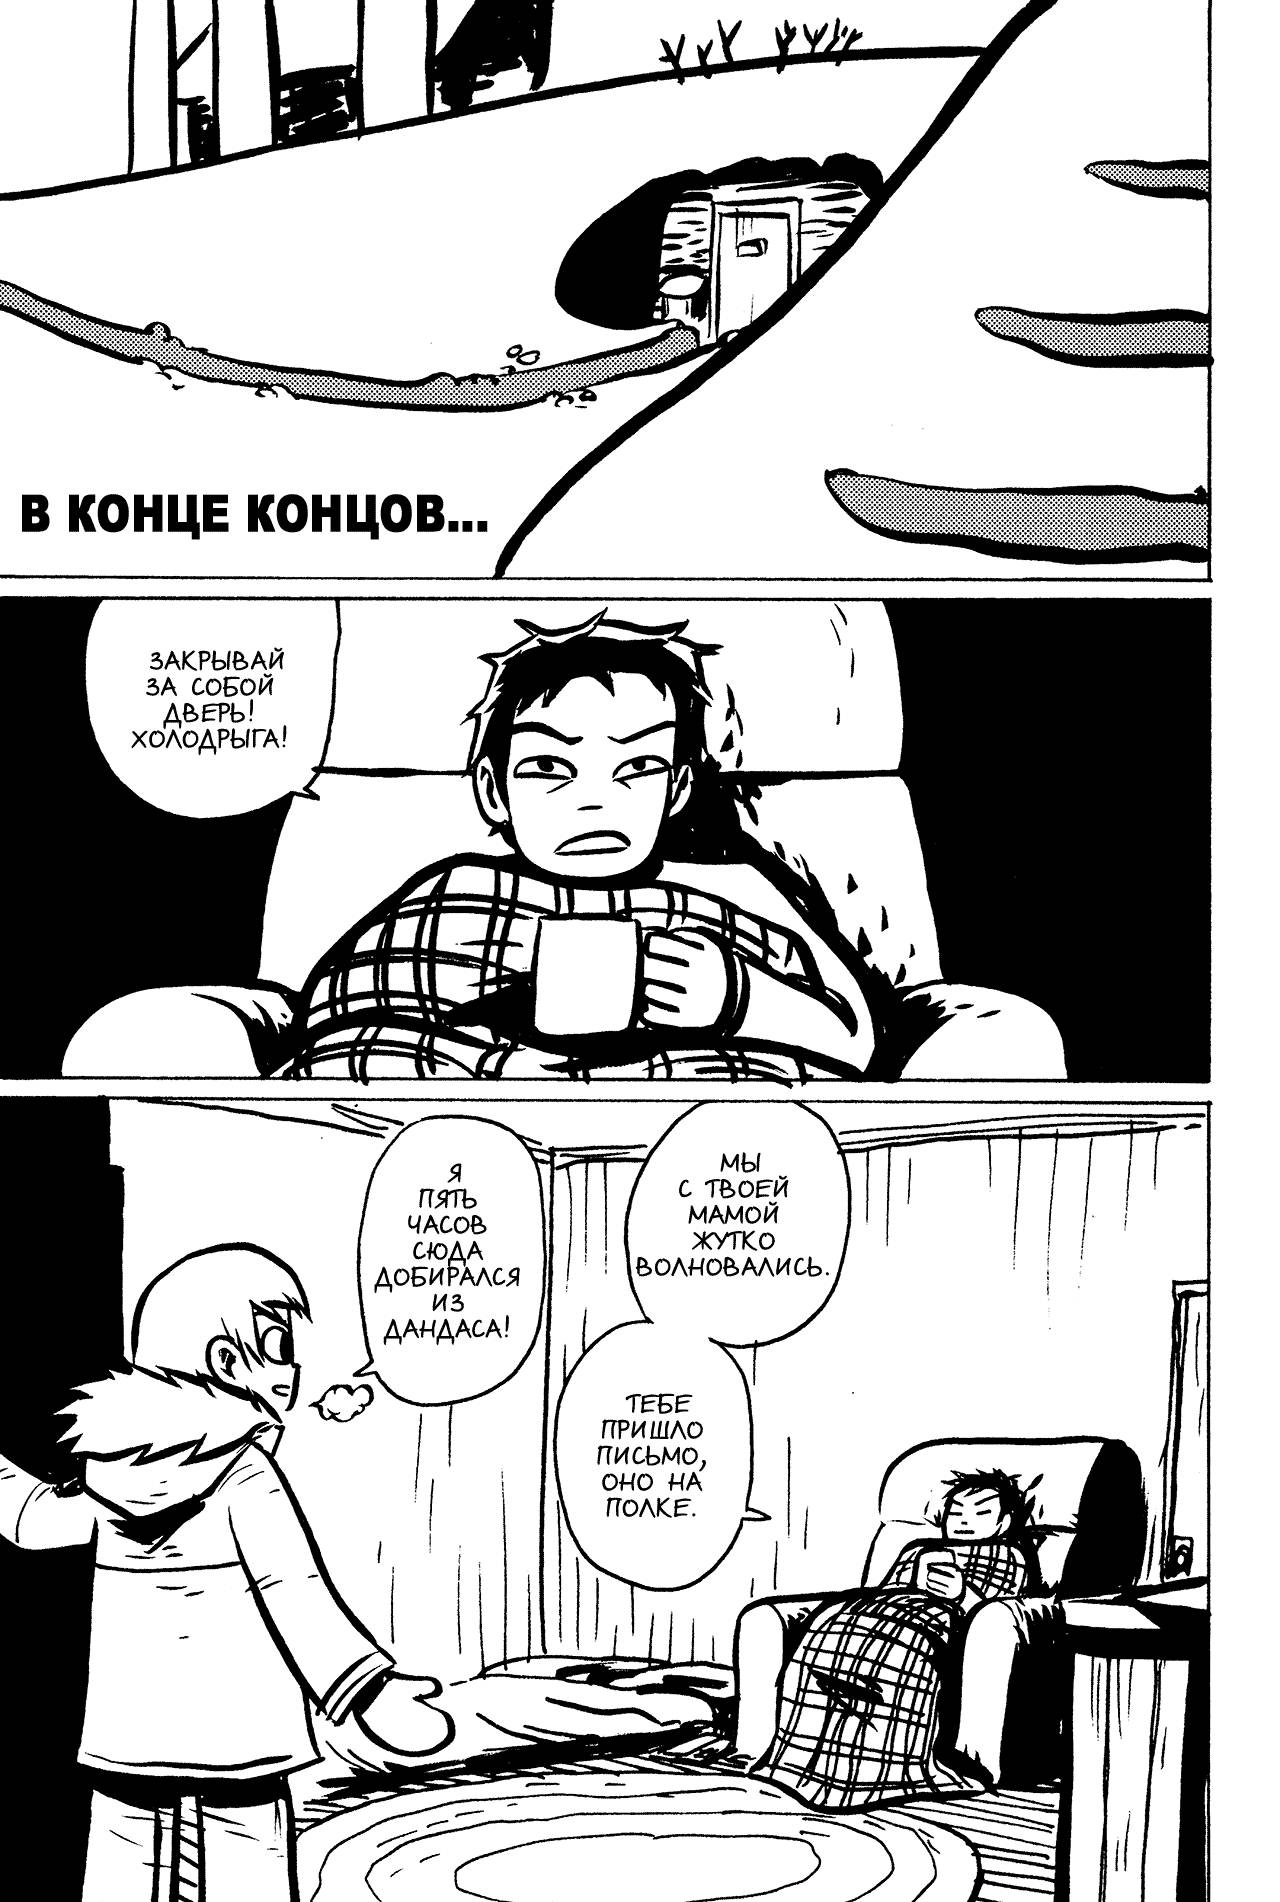 В КОНЦЕ КОНЦОВ...
ЗАКРЫВАЙ
ЗА СОБОЙ
ДВЕРЬ!
ХОЛОДРЫГА!
Я
ПЯТЬ
ЧАСОВ
СЮДА
ДОБИРАЛСЯ
ИЗ
ДАНДАСА!
МЫ
С ТВОЕЙ
МАМОЙ
ЖУТКО
ВОЛНОВАЛИСЬ.
ТЕБЕ
ПРИШЛО
ПИСЬМО,
ОНО НА
ПОЛКЕ.